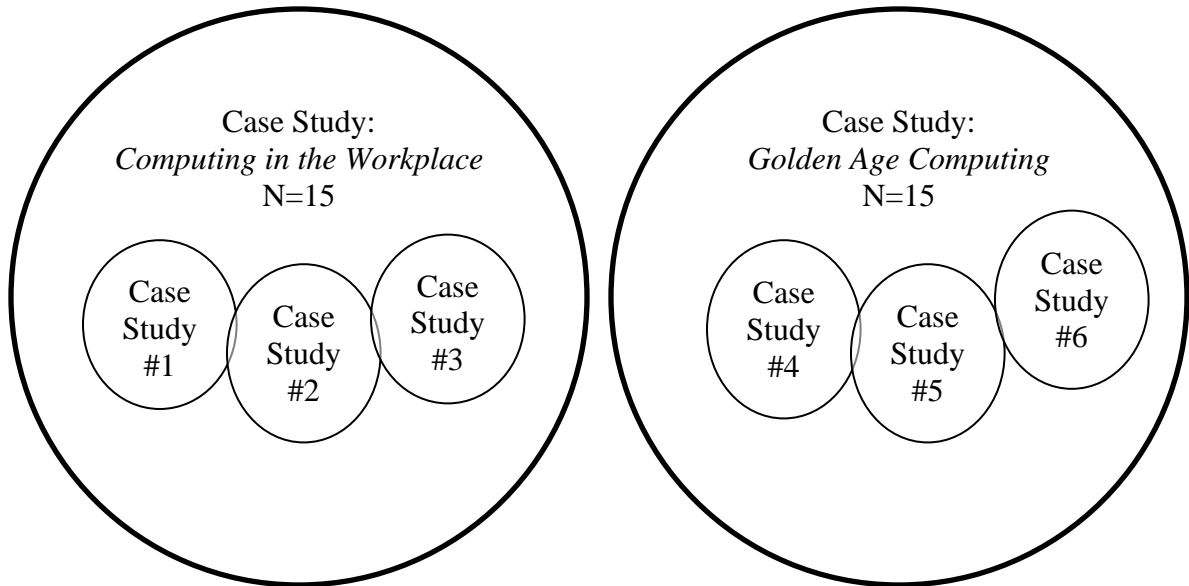 Case Study:
Computing in the Workplace
N=15
Case
Study
#1
Case
Study
#2
Case
Study
#3
Case Study:
Golden Age Computing
N=15
Case
Study
#4
Case
Study
#5
Case
Study
#6